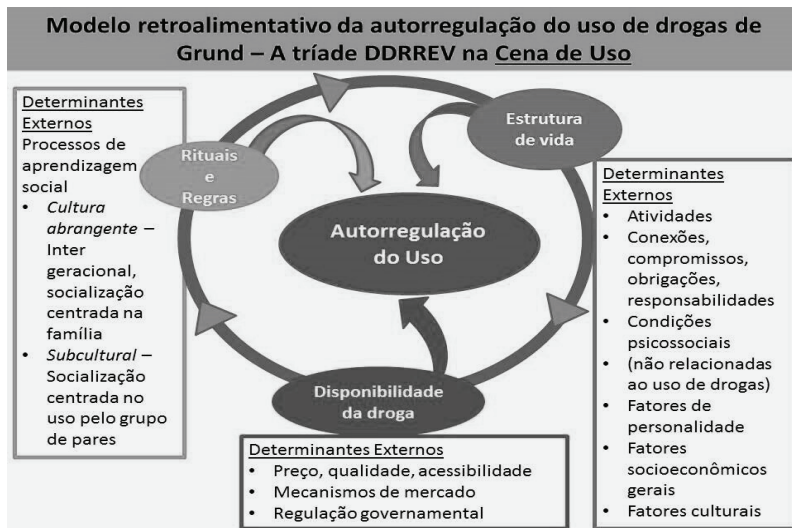 Modelo retroalimentativo da autorregulação do uso de drogas de
Grund – A tríade DDRREV na Cena de Uso
Determinantes
Externos
Processos de
aprendizagem
social
• Cultura
abrangente –
Inter
geracional,
socialização
centrada na
família
• Subcultural –
Socialização
centrada no
uso pelo grupo
de pares
Rituais
e
Regras
Estrutura
de vida
Autorregulação
do Uso
Disponibilidade
da droga
Determinantes Externos
• Preço, qualidade, acessibilidade
• Mecanismos de mercado
• Regulação governamental
Determinantes
Externos
• Atividades
• Conexões,
compromissos,
obrigações,
responsabilidades
• Condições
psicossociais
• (não relacionadas
ao uso de drogas)
• Fatores de
personalidade
• Fatores
socioeconômicos
gerais
• Fatores culturais